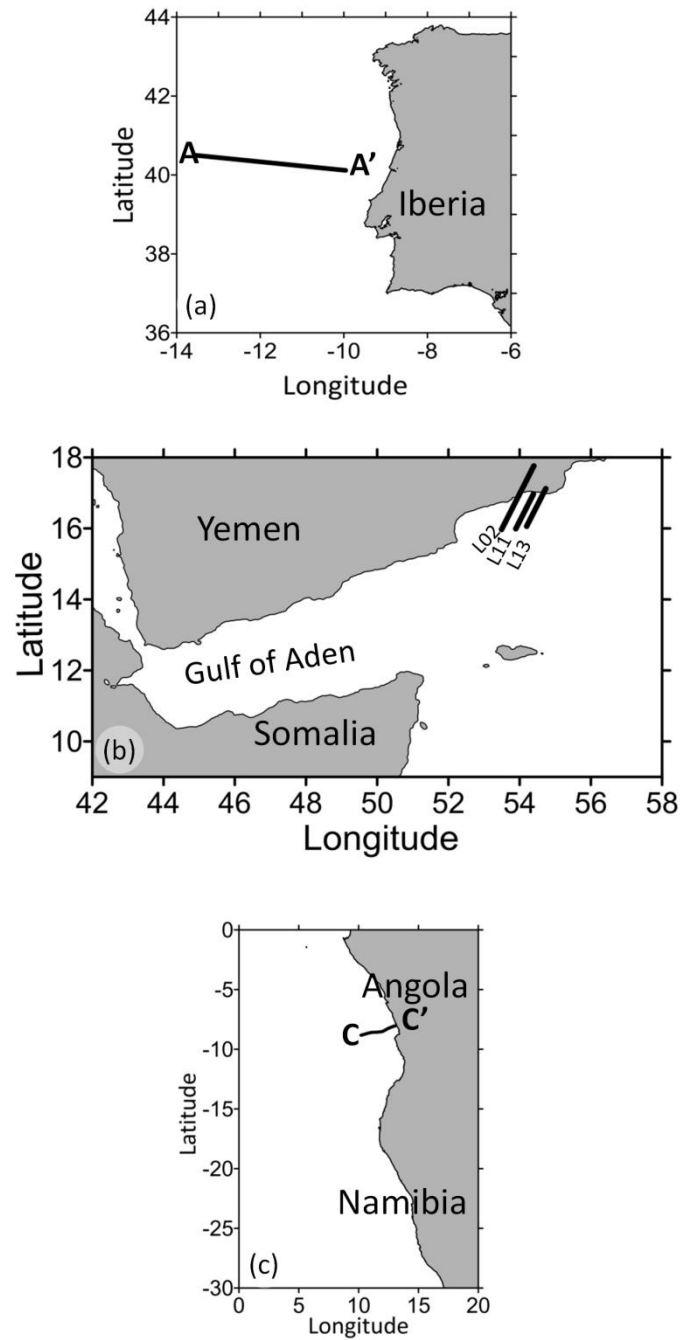 44
42
40
38
36
Latitude
A
A’
Iberia
(a)
-14
-12
-10
-8
-6
Longitude
18
16
14
12
10
Latitude
Yemen
L02
L11
L13
Gulf of Aden
Somalia
(b)
42
44
46
48
50
52
54
56
58
Longitude
0
-5
-10
-15
-20
-25
-30
Latitude
Angola
C
C’
Namibia
(c)
0
5
10
15
20
Longitude